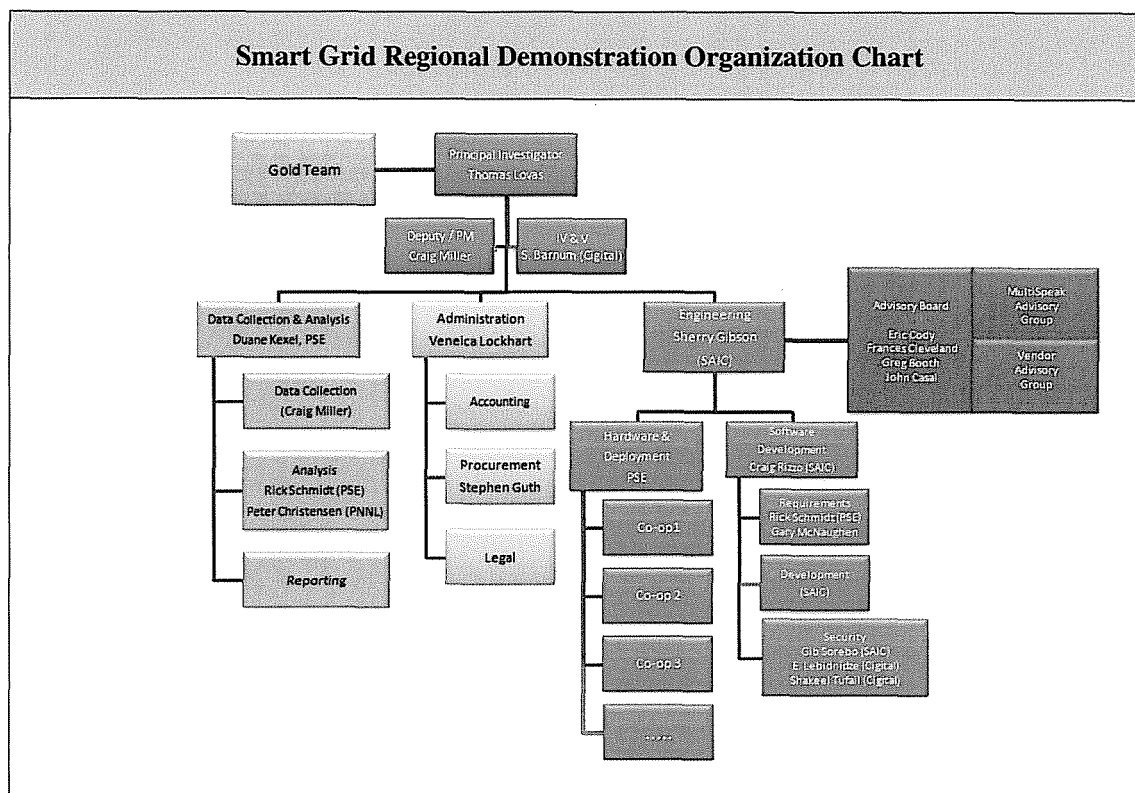 Smart Grid Regional Demonstration Organization Chart
Gold Team
Principal Investigator
Thomas Lovas
Deputy / PM
Craig Miller
IV & V
S. Barnum (Cigital)
Data Collection & Analysis
Duane Kexel, PSE
Data Collection
(Craig Miller)
Analysis
Rick Schmidt (PSE)
Peter Christensen (PNNL)
Reporting
Administration
Veneica Lockhart
Accounting
Procurement
Stephen Guth
Legal
Engineering
Sherry Gibson
(SAIC)
Advisory Board
Eric Cody
Frances Cleveland
Greg Booth
John Casal
MultiSpeak
Advisory
Group
Vendor
Advisory
Group
Hardware &
Deployment
PSE
Co-op1
Co-op 2
Co-op 3
.....
Software
Development
Craig Rizzo (SAIC)
Requirements
Rick Schmidt (PSE)
Gary McNaughen
Development
(SAIC)
Security
Gib Sorebo (SAIC)
E. Lebidnidze (Cigital)
Shakeel Tufail (Cigital)